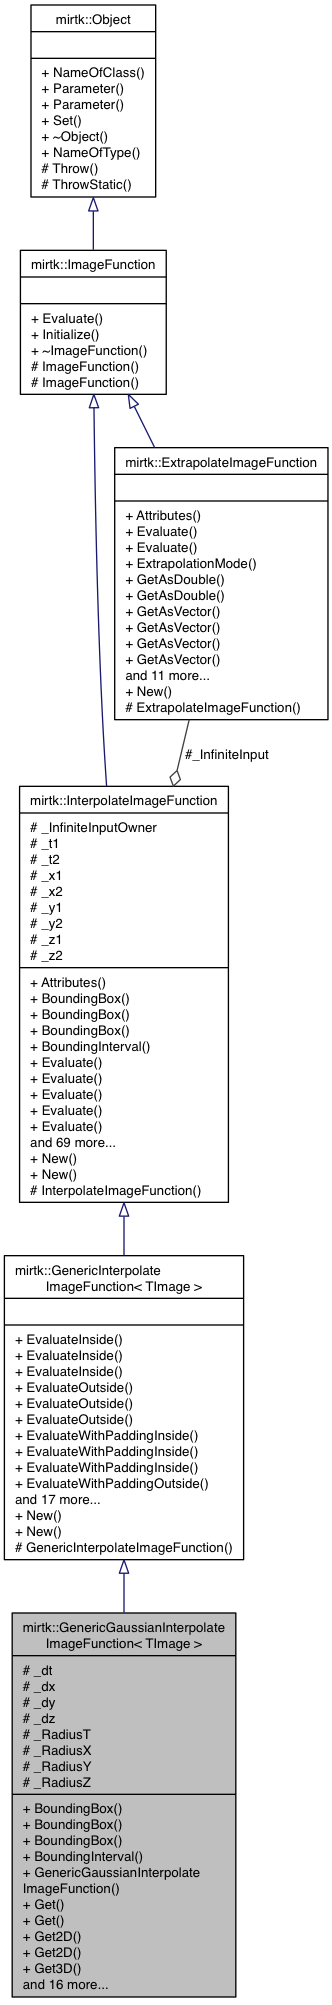 mirtk::Object
+ NameOfClass()
+ Parameter()
+ Parameter()
+ Set()
+ ~Object()
+ NameOfType()
# Throw()
# ThrowStatic()
mirtk::ImageFunction
+ Evaluate()
+ Initialize()
+ ~ImageFunction()
# ImageFunction()
# ImageFunction()
mirtk::ExtrapolateImageFunction
+ Attributes()
+ Evaluate()
+ Evaluate()
+ ExtrapolationMode()
+ GetAsDouble()
+ GetAsDouble()
+ GetAsVector()
+ GetAsVector()
+ GetAsVector()
+ GetAsVector()
and 11 more...
+ New()
# ExtrapolateImageFunction()
#_InfiniteInput
mirtk::InterpolateImageFunction
# _InfiniteInputOwner
# _t1
# _t2
# _x1
# _x2
# _y1
# _y2
# _z1
# _z2
+ Attributes()
+ BoundingBox()
+ BoundingBox()
+ BoundingBox()
+ BoundingInterval()
+ Evaluate()
+ Evaluate()
+ Evaluate()
+ Evaluate()
+ Evaluate()
and 69 more...
+ New()
+ New()
# InterpolateImageFunction()
mirtk::GenericInterpolate
ImageFunction< TImage >
+ EvaluateInside()
+ EvaluateInside()
+ EvaluateInside()
+ EvaluateOutside()
+ EvaluateOutside()
+ EvaluateOutside()
+ EvaluateWithPaddingInside()
+ EvaluateWithPaddingInside()
+ EvaluateWithPaddingInside()
+ EvaluateWithPaddingOutside()
and 17 more...
+ New()
+ New()
# GenericInterpolateImageFunction()
mirtk::GenericGaussianInterpolate
ImageFunction< TImage >
# _dt
# _dx
# _dy
# _dz
# _RadiusT
# _RadiusX
# _RadiusY
# _RadiusZ
+ BoundingBox()
+ BoundingBox()
+ BoundingBox()
+ BoundingInterval()
+ GenericGaussianInterpolate
ImageFunction()
+ Get()
+ Get()
+ Get2D()
+ Get2D()
+ Get3D()
and 16 more...